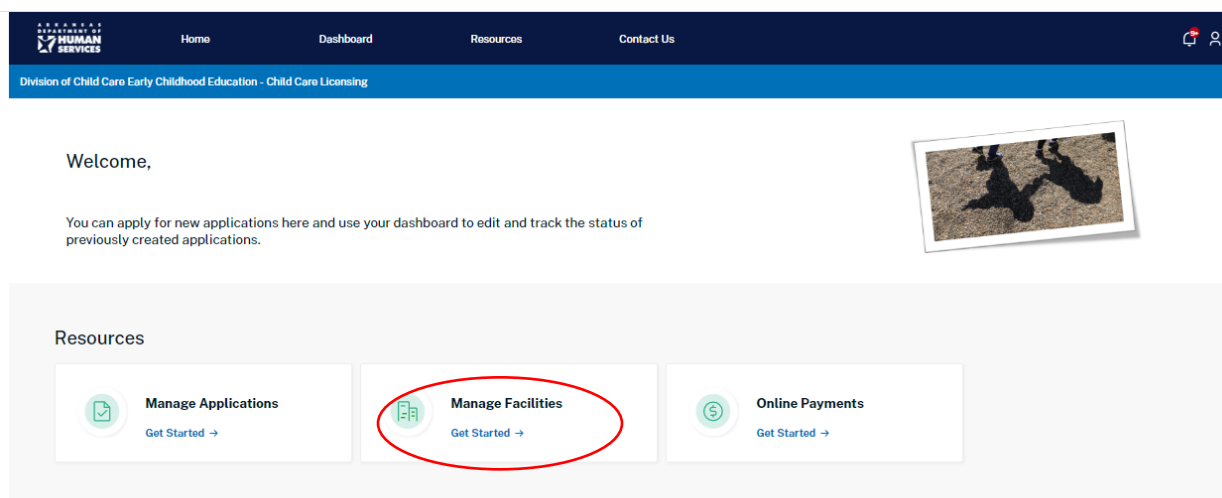 ARKANSAS
DEPARTMENT OF
HUMAN
SERVICES
Home
Dashboard
Resources
Contact Us
9+
Division of Child Care Early Childhood Education - Child Care Licensing
Welcome,
You can apply for new applications here and use your dashboard to edit and track the status of
previously created applications.
Resources
Manage Applications
Get Started →
Manage Facilities
Get Started →
Online Payments
Get Started →